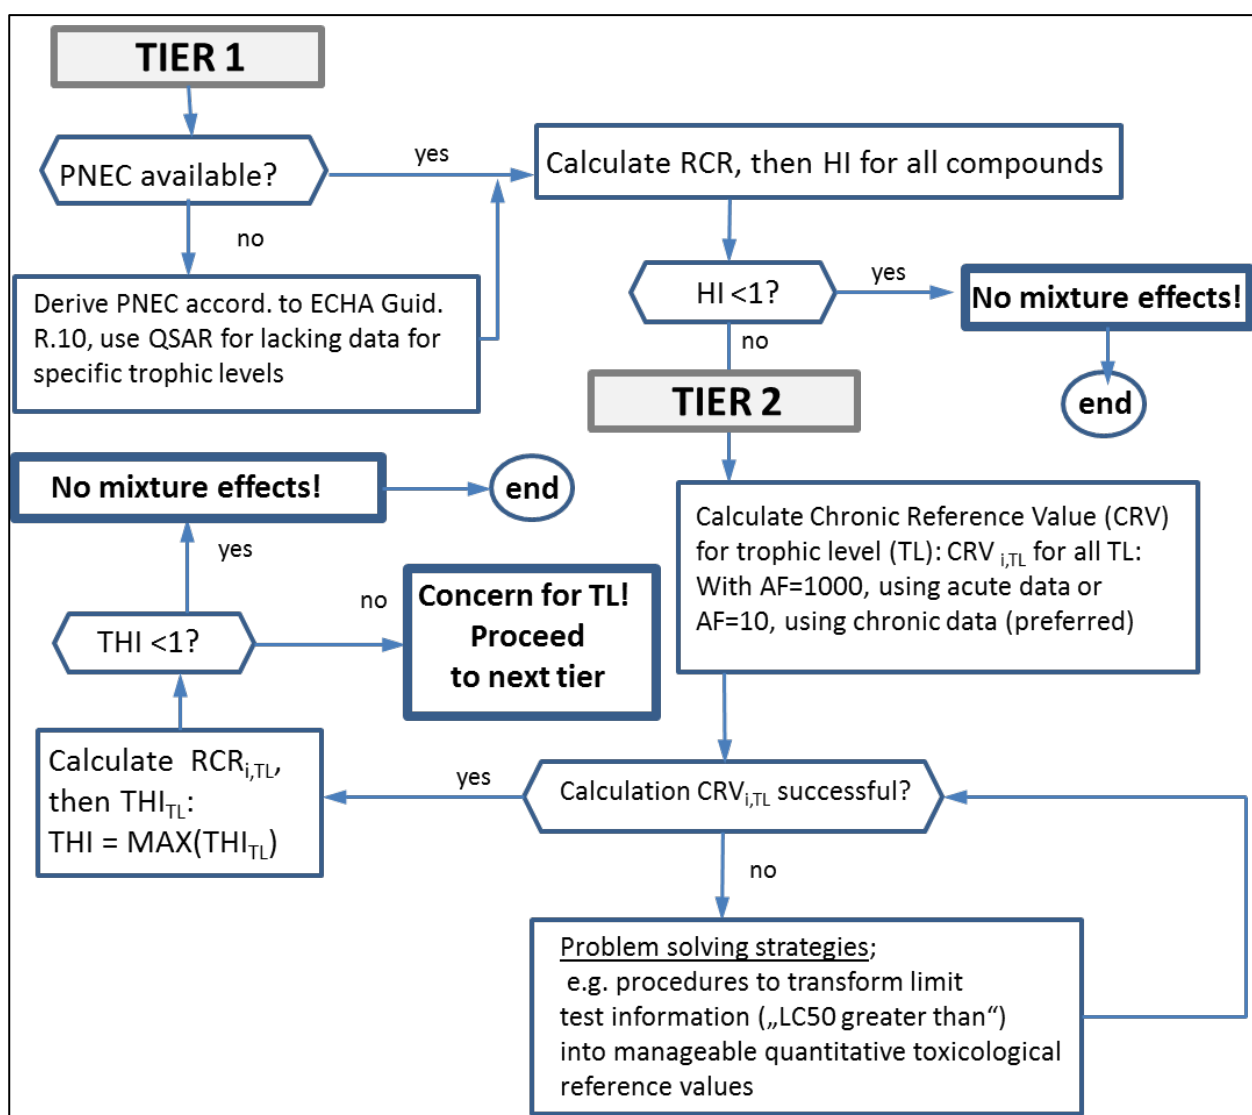 TIER 1
PNEC available?
yes
Calculate RCR, then HI for all compounds
no
Derive PNEC accord. to ECHA Guid.
R.10, use QSAR for lacking data for
specific trophic levels
HI <1?
yes
No mixture effects!
no
end
TIER 2
Calculate Chronic Reference Value (CRV)
for trophic level (TL): CRV i,TL for all TL:
With AF=1000, using acute data or
AF=10, using chronic data (preferred)
No mixture effects!
end
yes
THI <1?
no
Concern for TL!
Proceed
to next tier
Calculate RCRi,TL,
then THITL:
THI = MAX(THITL)
yes
Calculation CRVi,TL successful?
no
Problem solving strategies;
e.g. procedures to transform limit
test information („LC50 greater than“)
into manageable quantitative toxicological
reference values